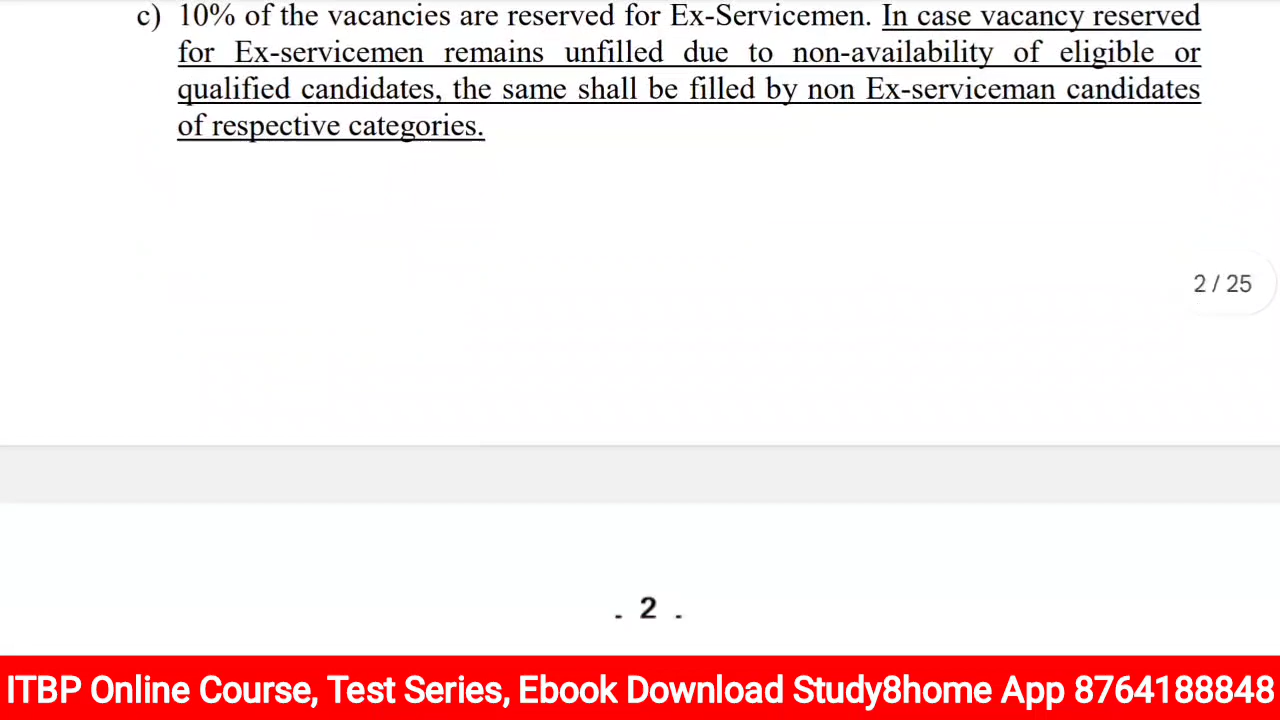 c) 10% of the vacancies are reserved for Ex-Servicemen. In case vacancy reserved
for Ex-servicemen remains unfilled due to non-availability of eligible or
qualified candidates, the same shall be filled by non Ex-serviceman candidates
of respective categories.
2 / 25
. 2 .
ITBP Online Course, Test Series, Ebook Download Study8home App 8764188848